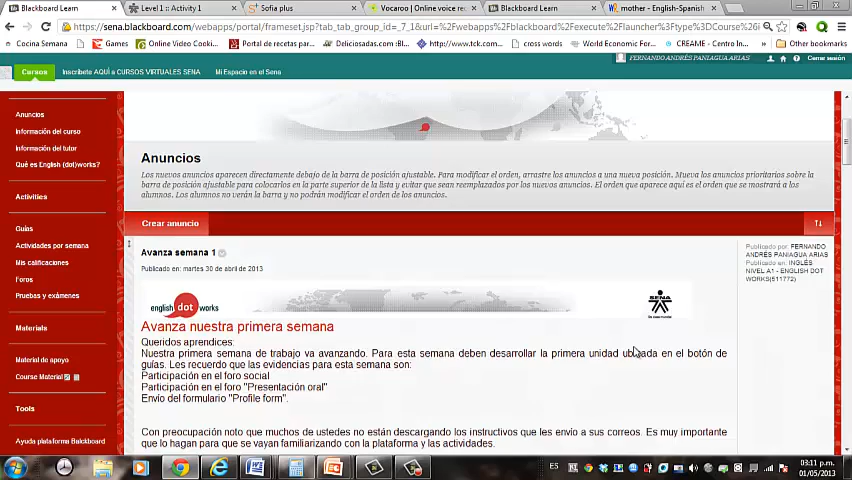 Blackboard Learn
Level 1 :: Activity 1
Sofia plus
Vocaroo | Online voice re
Blackboard Learn
mother - English-Spanish
https://sena.blackboard.com/webapps/portal/frameset.jsp?tab_tab_group_id=_7_1&url=%2Fwebapps%2Fblackboard%2Fexecute%2Flauncher%3Ftype%3DCourse%
Cocina Semana
Games
Online Video Cooki...
Portal de recetas par...
Deliciosadas.com: B...
http://www.tck.com...
cross words
World Economic For...
CRÉAME - Centro In...
Other bookmarks
FERNANDO ANDRÉS PANIAGUA ARIAS
Cerrar sesión
Cursos
Inscríbete AQUÍ a CURSOS VIRTUALES SENA
Mi Espacio en el Sena
Anuncios
Información del curso
Información del tutor
Qué es English (dot)works?
Activities
Guías
Actividades por semana
Mis calificaciones
Foros
Pruebas y exámenes
Materials
Material de apoyo
Course Material
Tools
Ayuda plataforma Balckboard
Anuncios
Los nuevos anuncios aparecen directamente debajo de la barra de posición ajustable. Para modificar el orden, arrastre los anuncios a una nueva posición. Mueva los anuncios prioritarios sobre la
barra de posición ajustable para colocarlos en la parte superior de la lista y evitar que sean reemplazados por los nuevos anuncios. El orden que aparece aquí es el orden que se mostrará a los
alumnos. Los alumnos no verán la barra y no podrán modificar el orden de los anuncios.
Crear anuncio
Avanza semana 1
Publicado en: martes 30 de abril de 2013
Publicado por: FERNANDO
ANDRÉS PANIAGUA ARIAS
Publicado en: INGLÉS
NIVEL A1 - ENGLISH DOT
WORKS(511772)
english dot works
SENA
Avanza nuestra primera semana
Queridos aprendices:
Nuestra primera semana de trabajo va avanzando. Para esta semana deben desarrollar la primera unidad ubicada en el botón de
guías. Les recuerdo que las evidencias para esta semana son:
Participación en el foro social
Participación en el foro "Presentación oral"
Envío del formulario "Profile form".
Con preocupación noto que muchos de ustedes no están descargando los instructivos que les envío a sus correos. Es muy importante
que lo hagan para que se vayan familiarizando con la plataforma y las actividades.
ES
03:11 p.m.
01/05/2013